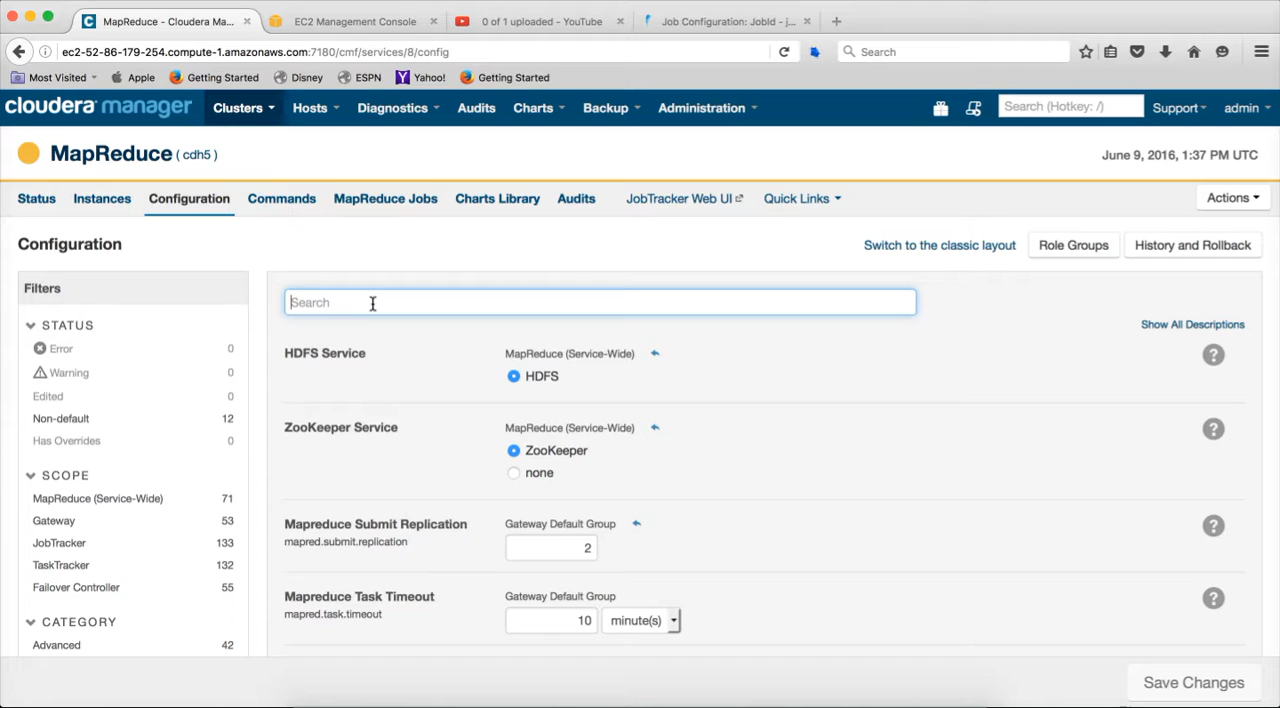 MapReduce - Cloudera Ma...
EC2 Management Console
0 of 1 uploaded - YouTube
Job Configuration: JobId - j...
ec2-52-86-179-254.compute-1.amazonaws.com:7180/cmf/services/8/config
Search
Most Visited
Apple
Getting Started
Disney
ESPN
Yahoo!
Getting Started
cloudera manager
Clusters
Hosts
Diagnostics
Audits
Charts
Backup
Administration
Search (Hotkey: /)
Support
admin
MapReduce (cdh5)
June 9, 2016, 1:37 PM UTC
Status
Instances
Configuration
Commands
MapReduce Jobs
Charts Library
Audits
JobTracker Web UI
Quick Links
Actions
Configuration
Switch to the classic layout
Role Groups
History and Rollback
Filters
STATUS
Error 0
Warning 0
Edited 0
Non-default 12
Has Overrides 0
SCOPE
MapReduce (Service-Wide) 71
Gateway 53
JobTracker 133
TaskTracker 132
Failover Controller 55
CATEGORY
Advanced 42
Search
Show All Descriptions
HDFS Service
MapReduce (Service-Wide)
HDFS
?
ZooKeeper Service
MapReduce (Service-Wide)
ZooKeeper
none
?
Mapreduce Submit Replication
mapred.submit.replication
Gateway Default Group
2
?
Mapreduce Task Timeout
mapred.task.timeout
Gateway Default Group
10 minute(s)
?
Save Changes